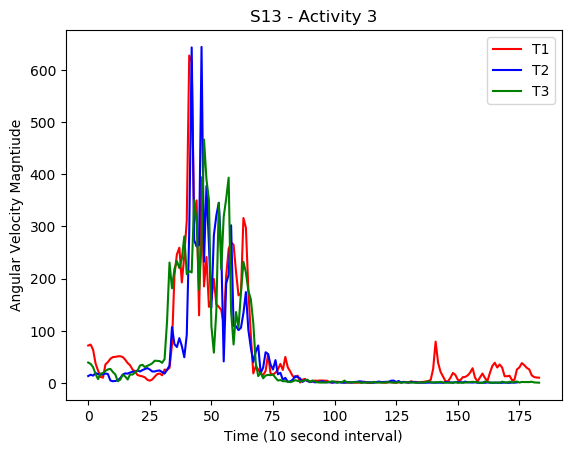 S13 - Activity 3
T1
T2
T3
600
500
400
300
200
100
0
Angular Velocity Magntiude
0 25 50 75 100 125 150 175
Time (10 second interval)